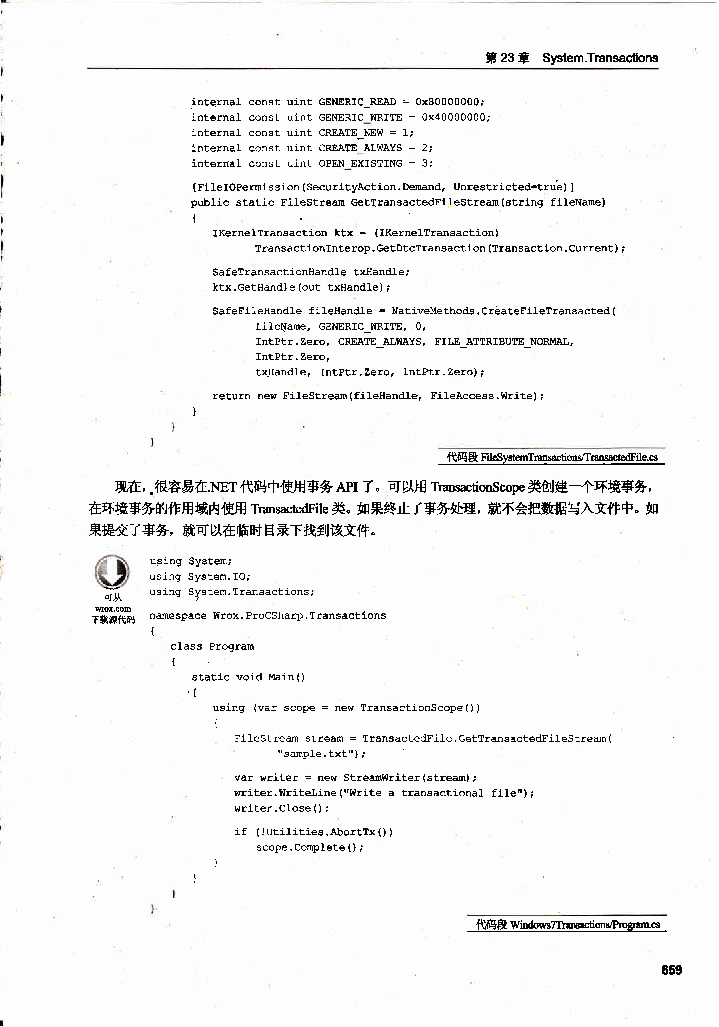 第 23 章 System.Transactions
internal const uint GENERIC_READ = 0x80000000;
internal const uint GENERIC_WRITE = 0x40000000;
internal const uint CREATE_NEW = 1;
internal const uint CREATE_ALWAYS = 2;
internal const uint OPEN_EXISTING = 3;
[FileIOPermission(SecurityAction.Demand, Unrestricted=true)]
public static FileStream GetTransactedFileStream(string fileName)
{
IKernelTransaction ktx = (IKernelTransaction)
TransactionInterop.GetDtcTransaction(Transaction.Current);
SafeTransactionHandle txHandle;
ktx.GetHandle(out txHandle);
SafeFileHandle fileHandle = NativeMethods.CreateFileTransacted(
fileName, GENERIC_WRITE, 0,
IntPtr.Zero, CREATE_ALWAYS, FILE_ATTRIBUTE_NORMAL,
IntPtr.Zero,
txHandle, IntPtr.Zero, IntPtr.Zero);
return new FileStream(fileHandle, FileAccess.Write);
}
}
}
代码段 FileSystemTransactions/TransactedFile.cs
现在，很容易在.NET 代码中使用事务 API 了。可以用 TransactionScope 类创建一个环境事务，
在环境事务的作用域内使用 TransactedFile 类。如果终止了事务处理，就不会把数据写入文件中。如
果提交了事务，就可以在临时目录下找到该文件。
可从
wrox.com
下载源代码
using System;
using System.IO;
using System.Transactions;
namespace Wrox.ProCSharp.Transactions
{
class Program
{
static void Main()
{
using (var scope = new TransactionScope())
{
FileStream stream = TransactedFile.GetTransactedFileStream(
"sample.txt");
var writer = new StreamWriter(stream);
writer.WriteLine("Write a transactional file");
writer.Close();
if (!Utilities.AbortTx())
scope.Complete();
}
}
}
}
代码段 Windows7Transactions/Program.cs
659